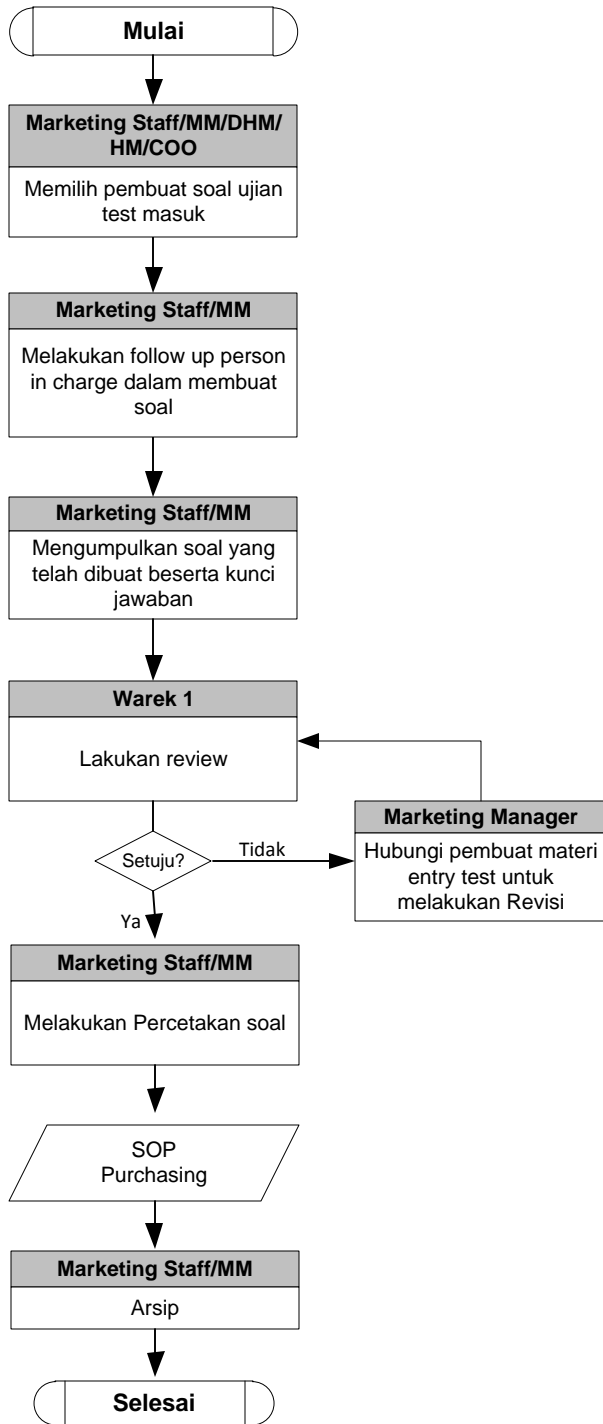 Mulai
Marketing Staff/MM/DHM/
HM/COO
Memilih pembuat soal ujian
test masuk
Marketing Staff/MM
Melakukan follow up person
in charge dalam membuat
soal
Marketing Staff/MM
Mengumpulkan soal yang
telah dibuat beserta kunci
jawaban
Warek 1
Lakukan review
Marketing Manager
Hubungi pembuat materi
entry test untuk
melakukan Revisi
Setuju?
Tidak
Ya
Marketing Staff/MM
Melakukan Percetakan soal
SOP
Purchasing
Marketing Staff/MM
Arsip
Selesai